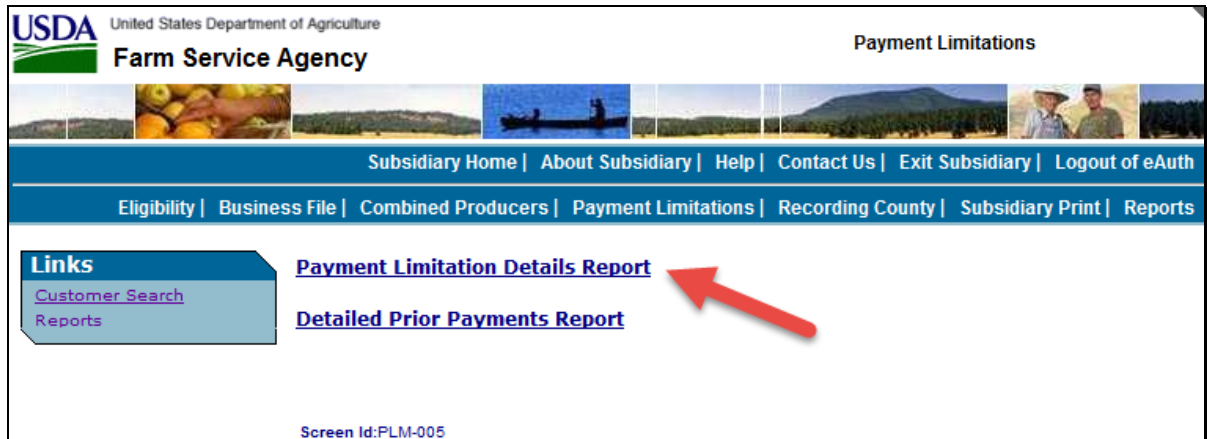 USDA
United States Department of Agriculture
Farm Service Agency
Payment Limitations
Subsidiary Home | About Subsidiary | Help | Contact Us | Exit Subsidiary | Logout of eAuth
Eligibility | Business File | Combined Producers | Payment Limitations | Recording County | Subsidiary Print | Reports
Links
Customer Search
Reports
Payment Limitation Details Report
Detailed Prior Payments Report
Screen Id:PLM-005